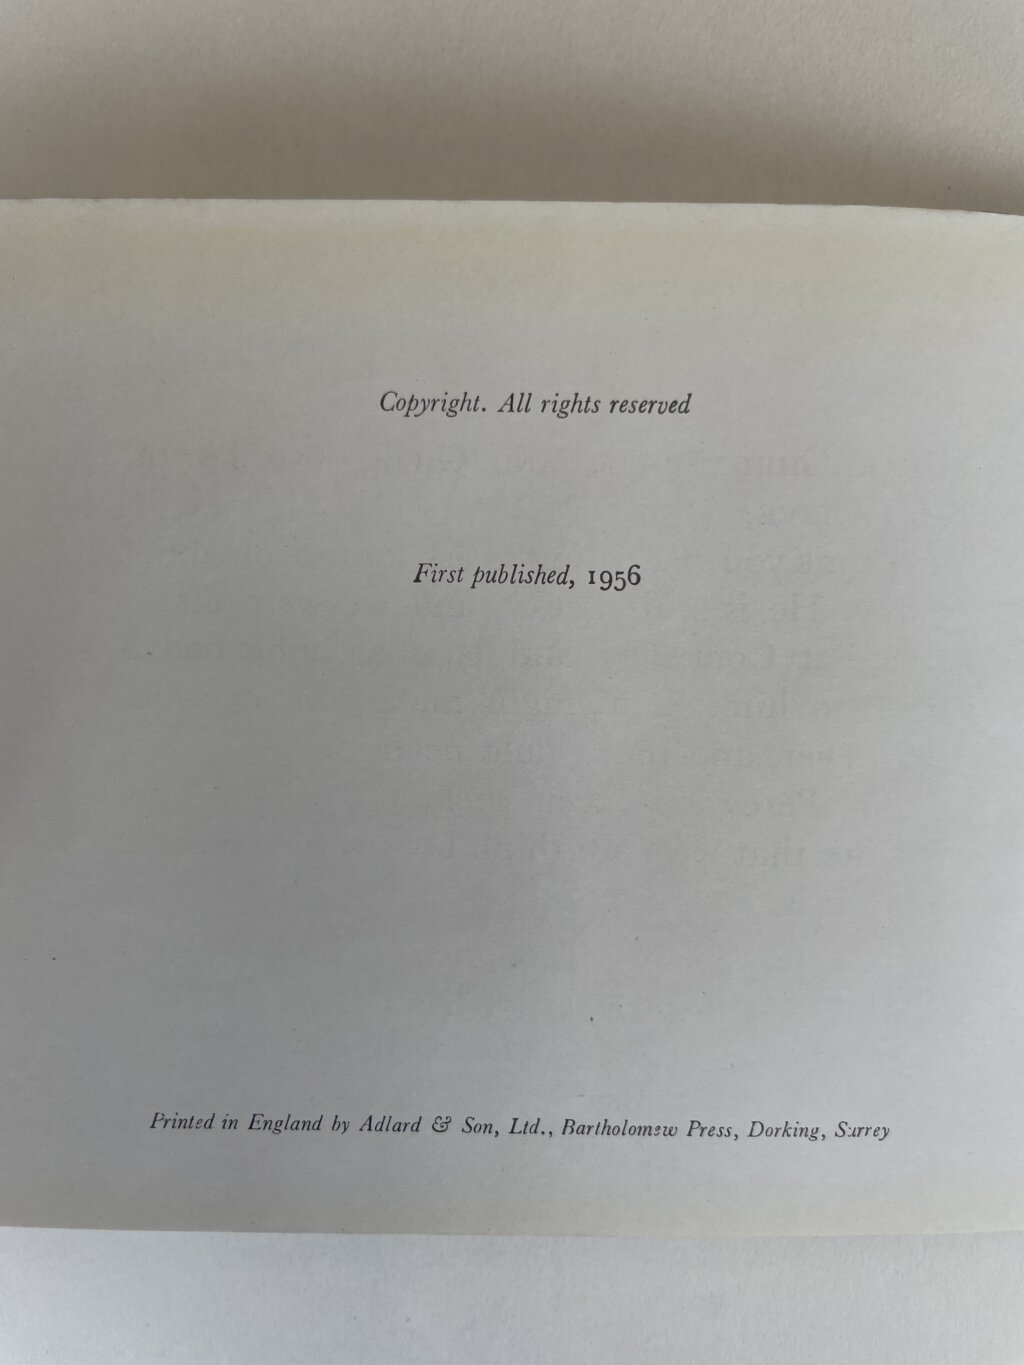 Copyright. All rights reserved
First published, 1956
Printed in England by Adlard & Son, Ltd., Bartholomew Press, Dorking, Surrey